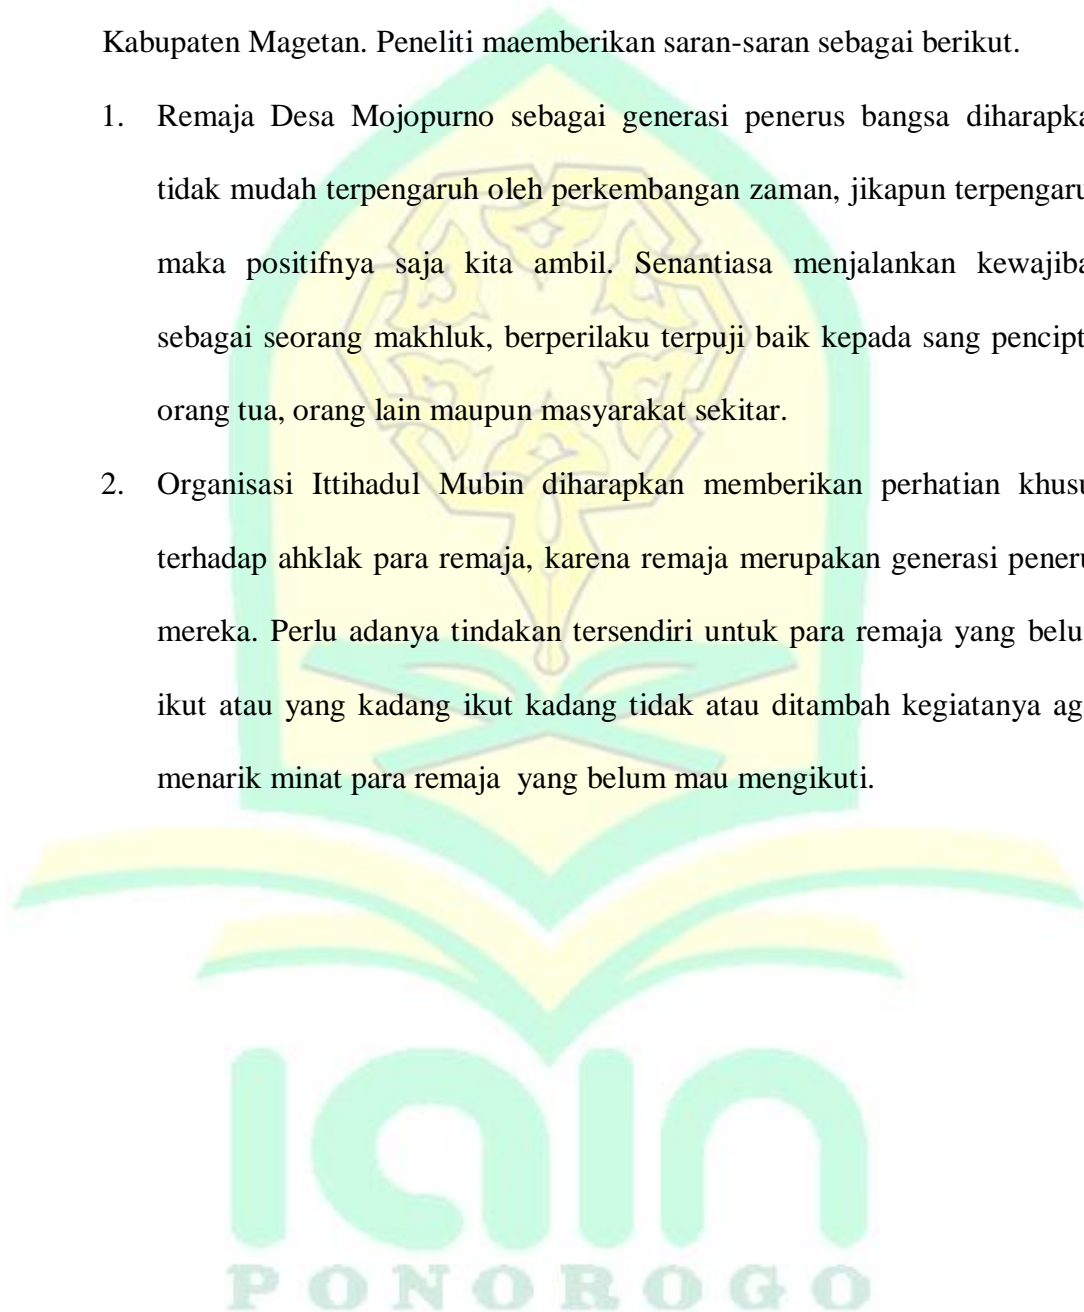 Kabupaten Magetan. Peneliti maemberikan saran-saran sebagai berikut.
1. Remaja Desa Mojopurno sebagai generasi penerus bangsa diharapka
tidak mudah terpengaruh oleh perkembangan zaman, jikapun terpengaru
maka positifnya saja kita ambil. Senantiasa menjalankan kewajiba
sebagai seorang makhluk, berperilaku terpuji baik kepada sang pencipt
orang tua, orang lain maupun masyarakat sekitar.
2. Organisasi Ittihadul Mubin diharapkan memberikan perhatian khusu
terhadap ahklak para remaja, karena remaja merupakan generasi peneru
mereka. Perlu adanya tindakan tersendiri untuk para remaja yang belu
ikut atau yang kadang ikut kadang tidak atau ditambah kegiatanya ag
menarik minat para remaja  yang belum mau mengikuti.
iain
PONOROGO